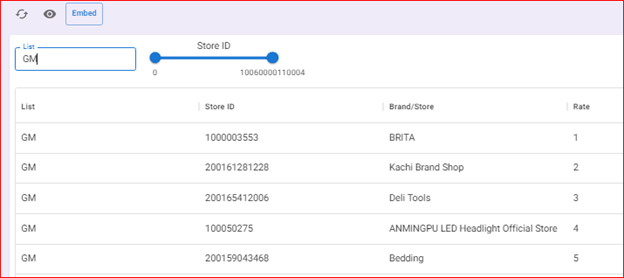 Embed
List
Store ID
GM
0 10060000110004
List Store ID Brand/Store Rate
GM 1000003553 BRITA 1
GM 200161281228 Kachi Brand Shop 2
GM 200165412006 Deli Tools 3
GM 100050275 ANMINGPU LED Headlight Official Store 4
GM 200159043468 Bedding 5